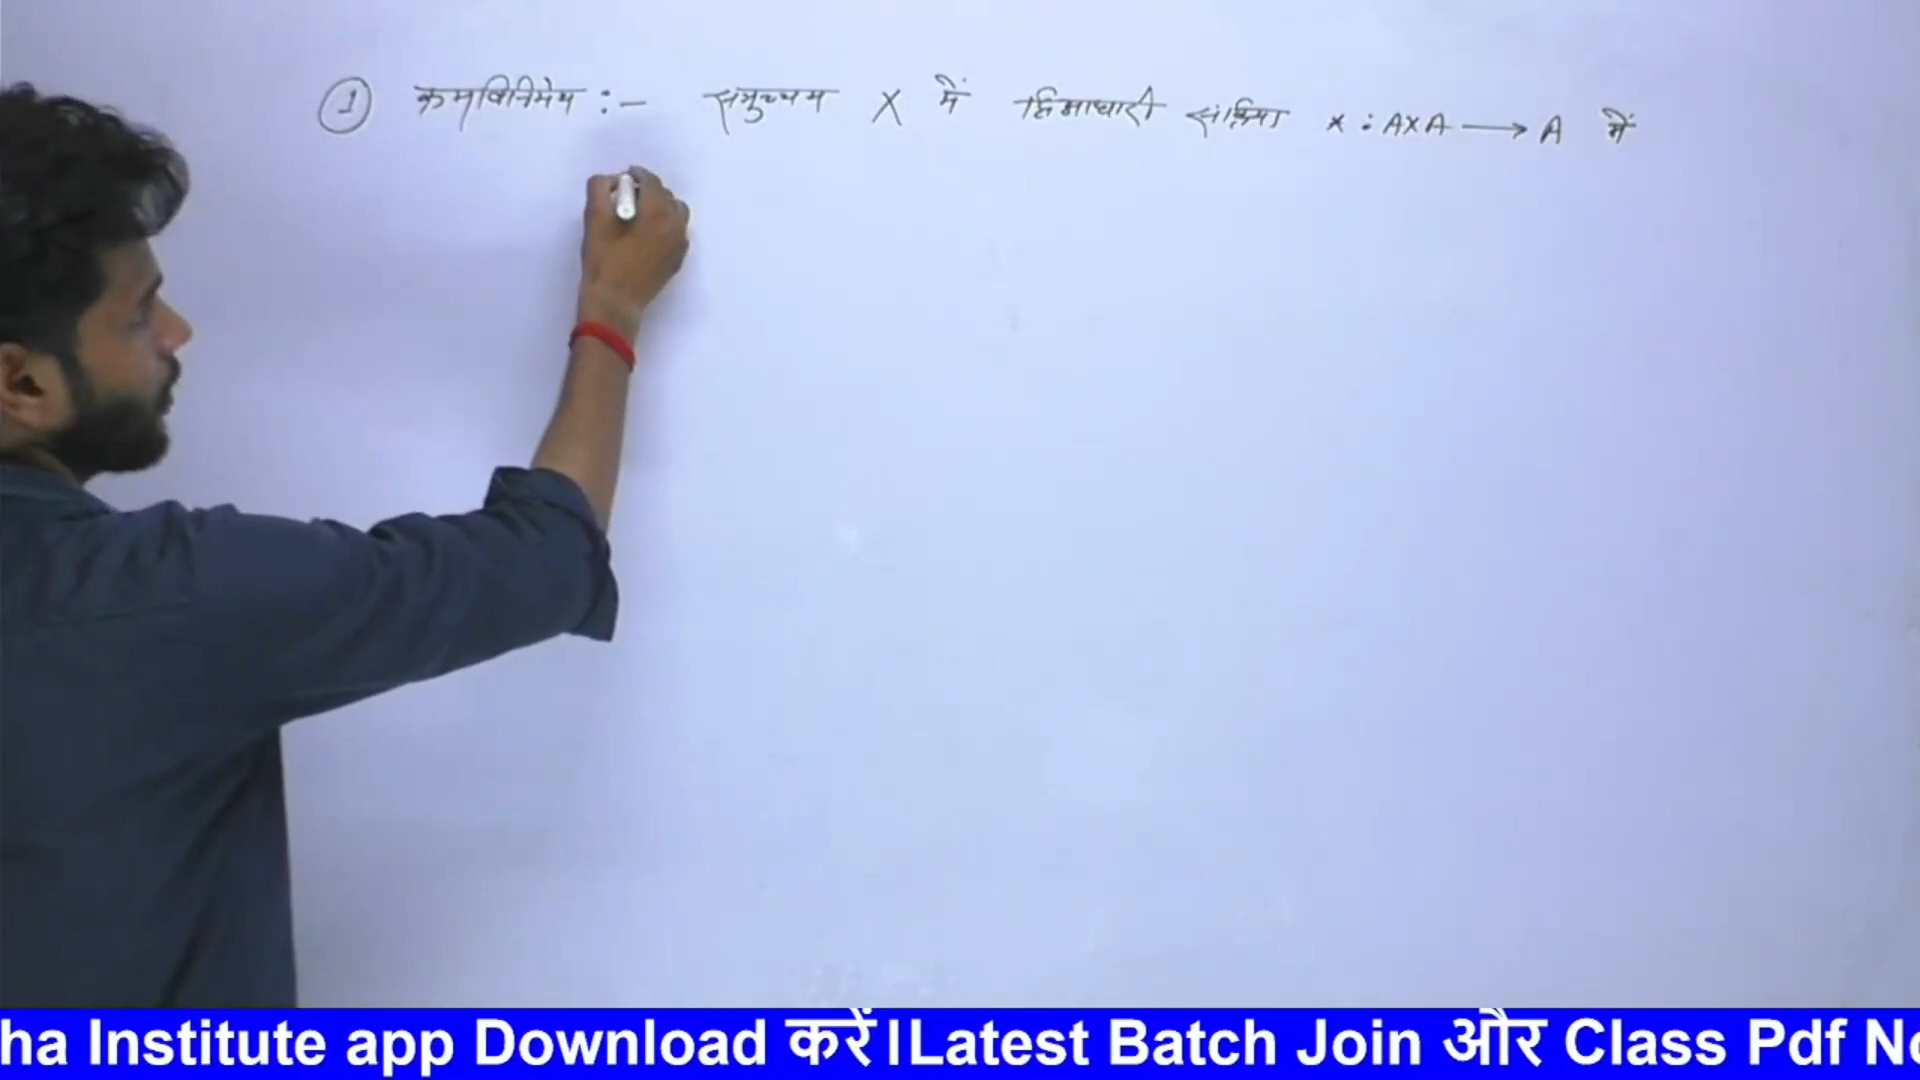 ① क्रमविनिमेय :- समुच्चय X में द्विआधारी संक्रिया * : A×A ⟶ A में
ha Institute app Download करें।Latest Batch Join और Class Pdf No